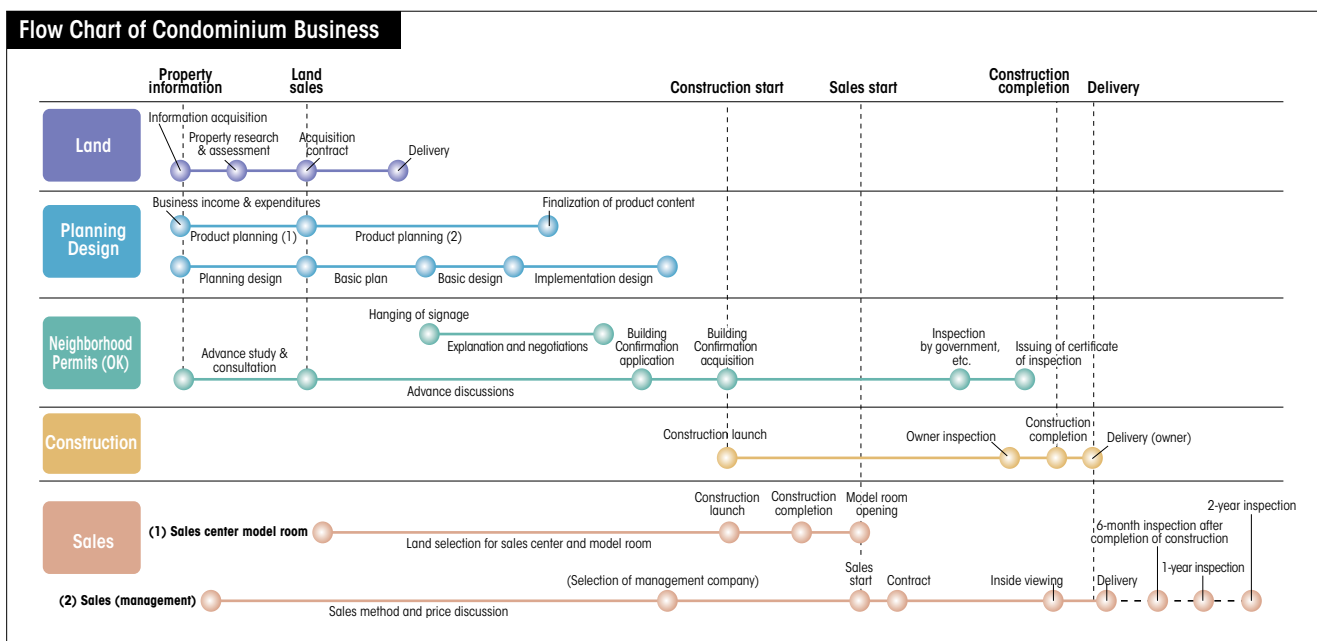 Flow Chart of Condominium Business
Property
information
Land
sales
Construction start
Sales start
Construction
completion
Delivery
Land
Information acquisition
Property research
& assessment
Acquisition
contract
Delivery
Planning
Design
Business income & expenditures
Finalization of product content
Product planning (1)
Product planning (2)
Planning design
Basic plan
Basic design
Implementation design
Neighborhood
Permits (OK)
Hanging of signage
Explanation and negotiations
Advance study &
consultation
Building
Confirmation
application
Building
Confirmation
acquisition
Inspection
by government,
etc.
Issuing of certificate
of inspection
Advance discussions
Construction
Construction launch
Owner inspection
Construction
completion
Delivery (owner)
Sales
(1) Sales center model room
Construction
launch
Construction
completion
Model room
opening
Land selection for sales center and model room
2-year inspection
6-month inspection after
completion of construction
1-year inspection
(2) Sales (management)
(Selection of management company)
Sales
start
Contract
Inside viewing
Delivery
Sales method and price discussion